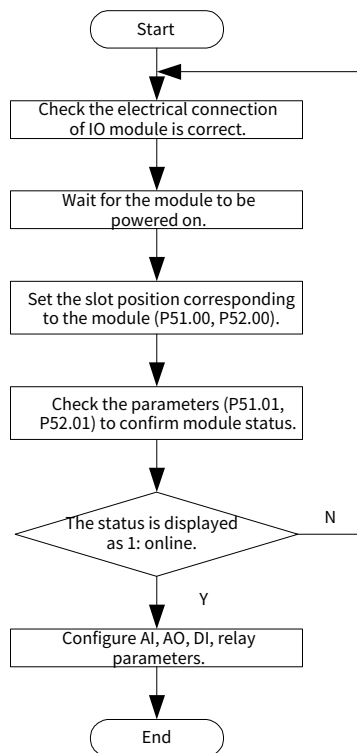 Start
Check the electrical connection
of IO module is correct.
Wait for the module to be
powered on.
Set the slot position corresponding
to the module (P51.00, P52.00).
Check the parameters (P51.01,
P52.01) to confirm module status.
The status is displayed
as 1: online.
N
Y
Configure AI, AO, DI, relay
parameters.
End